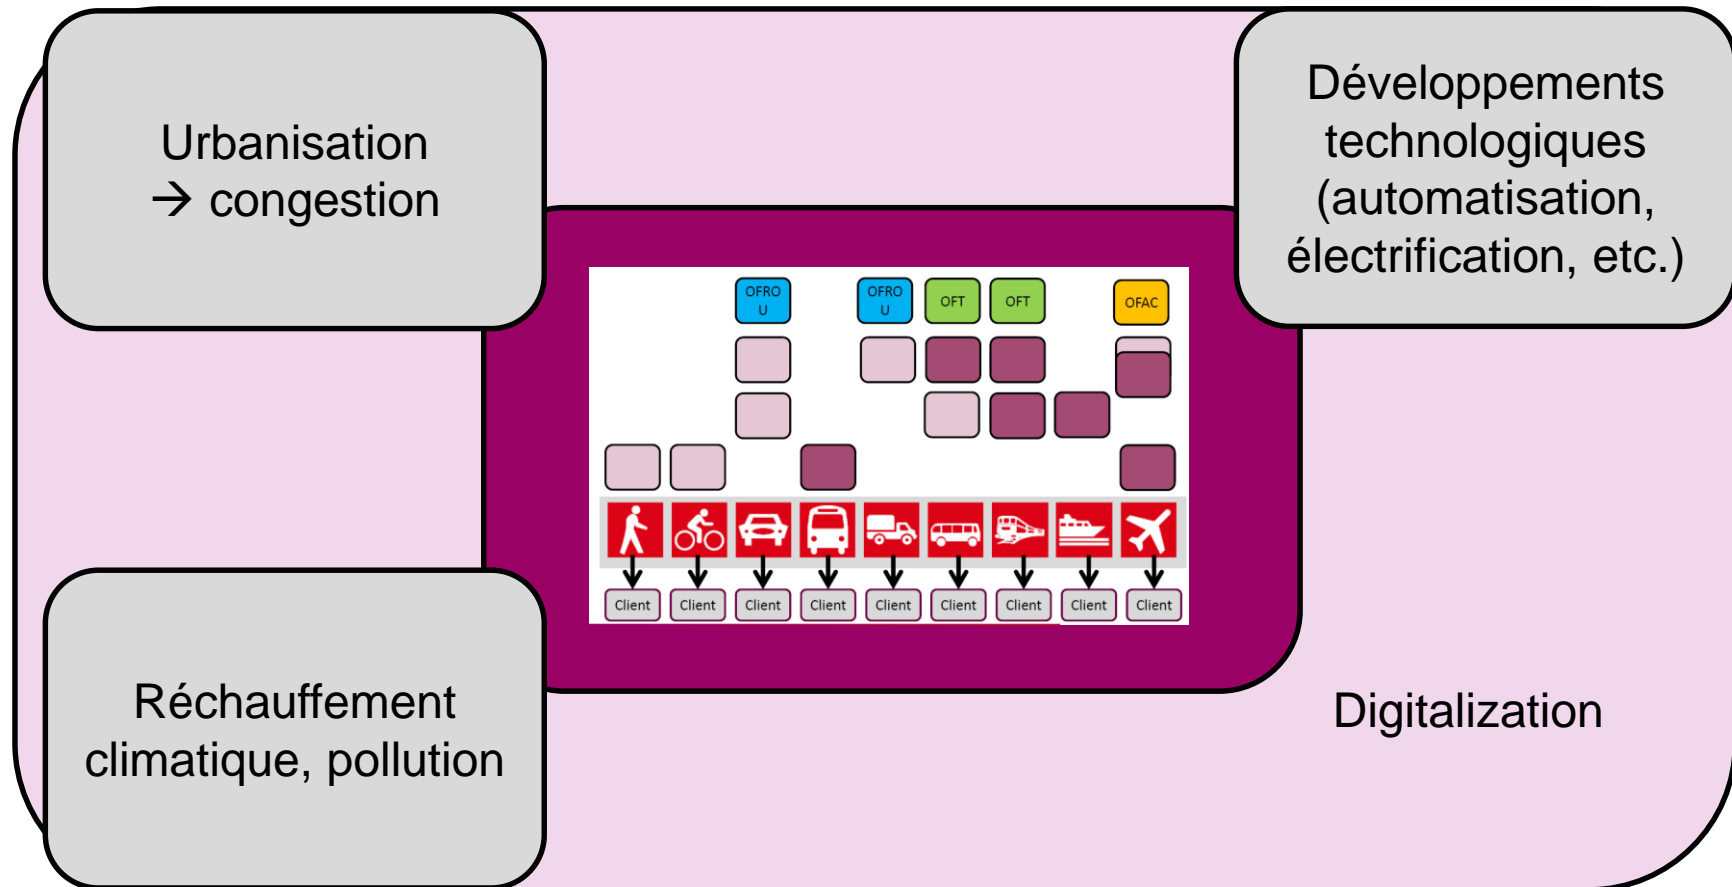 Urbanisation
→ congestion
Développements
technologiques
(automatisation,
électrification, etc.)
OFRO
U
OFRO
U
OFT
OFT
OFAC
Client
Client
Client
Client
Client
Client
Client
Client
Client
Réchauffement
climatique, pollution
Digitalization